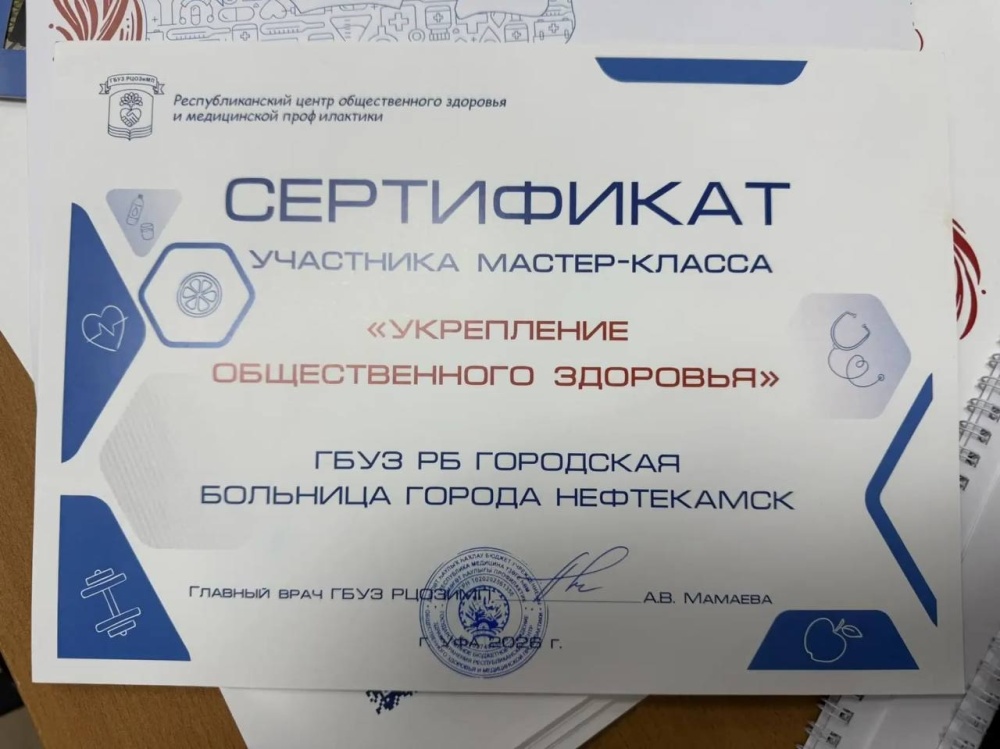 ГБУЗ РЦОЗиМП
Республиканский центр общественного здоровья
и медицинской профилактики
СЕРТИФИКАТ
УЧАСТНИКА МАСТЕР-КЛАССА
«УКРЕПЛЕНИЕ
ОБЩЕСТВЕННОГО ЗДОРОВЬЯ»
ГБУЗ РБ ГОРОДСКАЯ
БОЛЬНИЦА ГОРОДА НЕФТЕКАМСК
ГЛАВНЫЙ ВРАЧ ГБУЗ РЦОЗИМП
А.В. МАМАЕВА
Г. УФА 2026 Г.